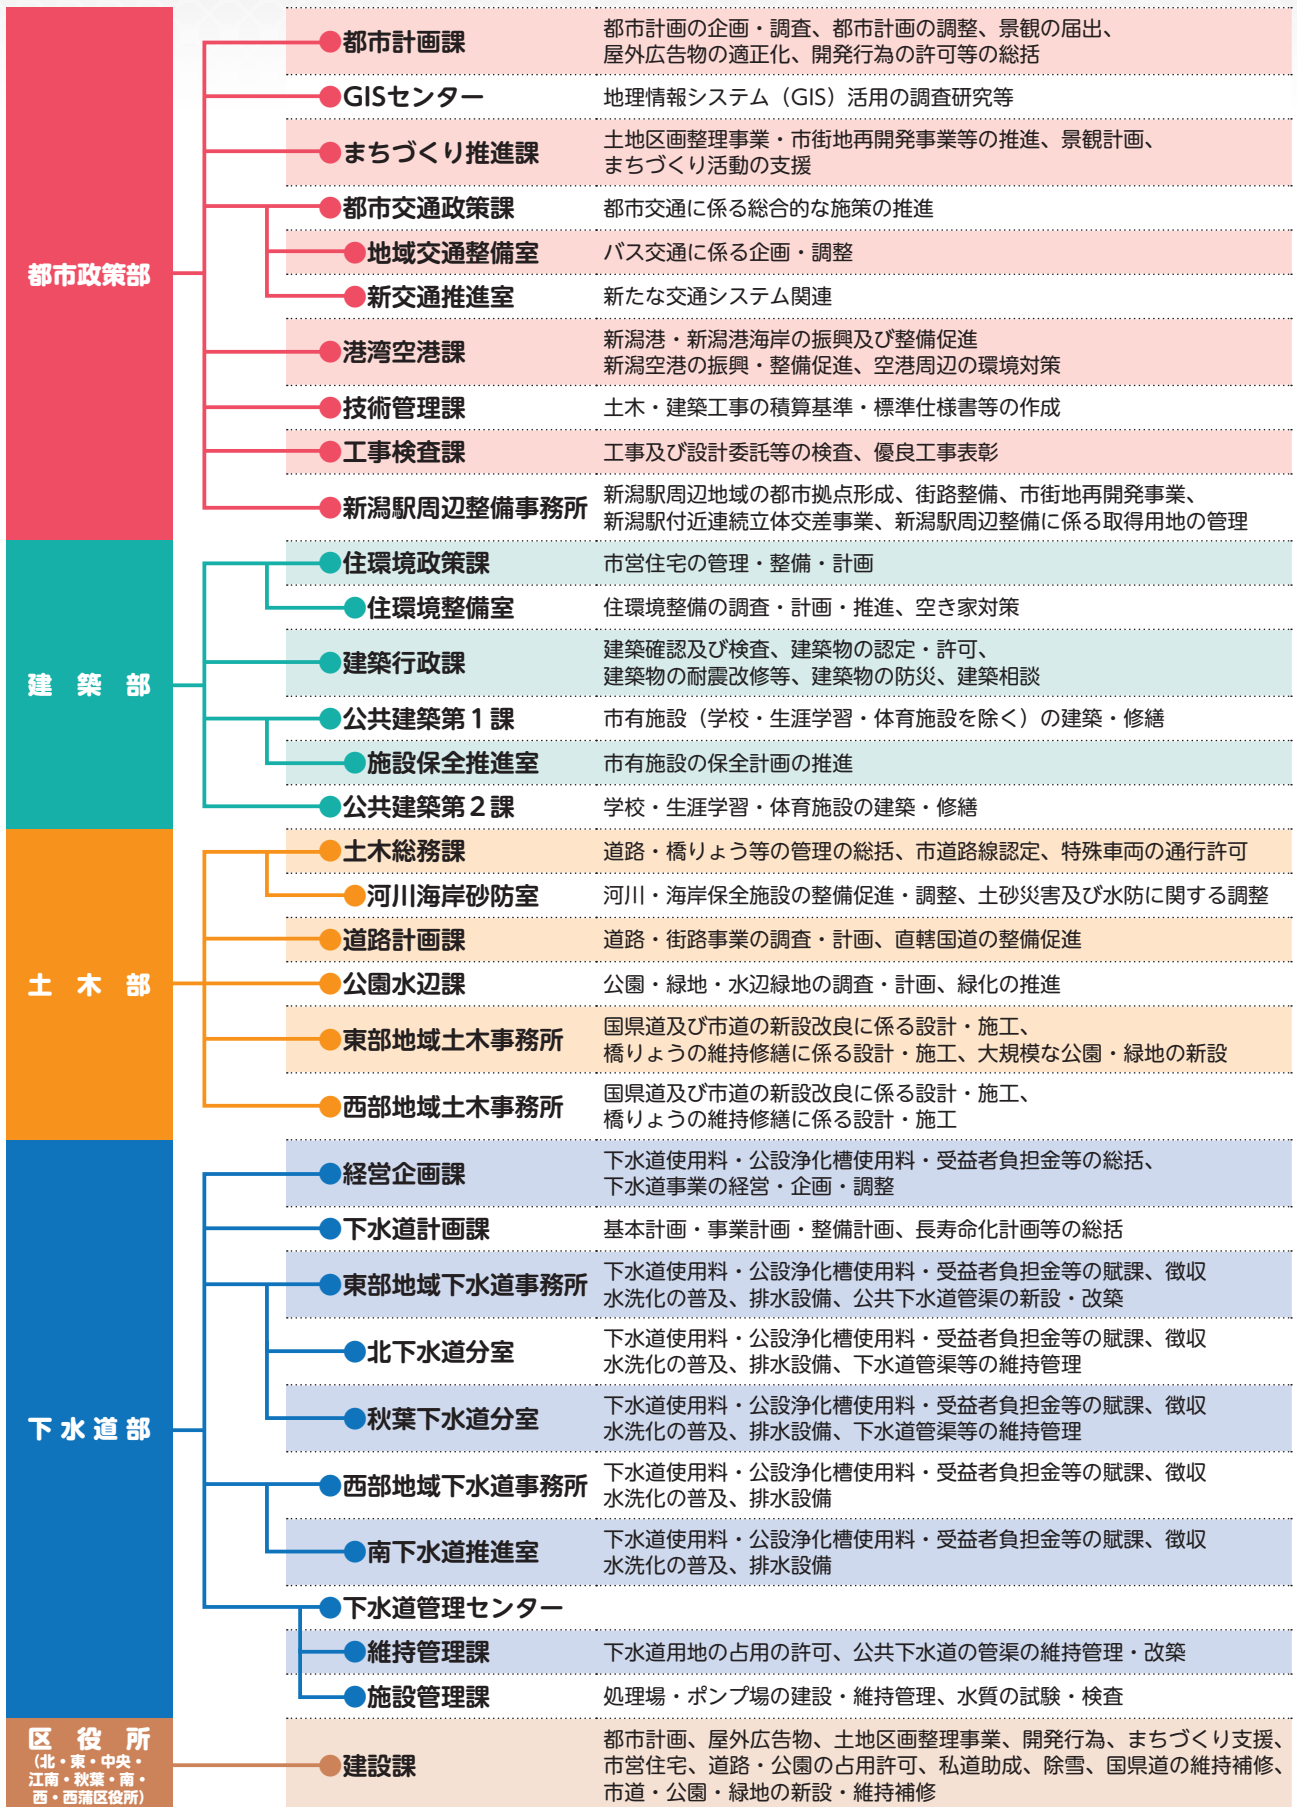 都市政策部
都市計画課
都市計画の企画・調査、都市計画の調整、景観の届出、
屋外広告物の適正化、開発行為の許可等の総括
GISセンター
地理情報システム（GIS）活用の調査研究等
まちづくり推進課
土地区画整理事業・市街地再開発事業等の推進、景観計画、
まちづくり活動の支援
都市交通政策課
都市交通に係る総合的な施策の推進
地域交通整備室
バス交通に係る企画・調整
新交通推進室
新たな交通システム関連
港湾空港課
新潟港・新潟港海岸の振興及び整備促進
新潟空港の振興・整備促進、空港周辺の環境対策
技術管理課
土木・建築工事の積算基準・標準仕様書等の作成
工事検査課
工事及び設計委託等の検査、優良工事表彰
新潟駅周辺整備事務所
新潟駅周辺地域の都市拠点形成、街路整備、市街地再開発事業、
新潟駅付近連続立体交差事業、新潟駅周辺整備に係る取得用地の管理
建築部
住環境政策課
市営住宅の管理・整備・計画
住環境整備室
住環境整備の調査・計画・推進、空き家対策
建築行政課
建築確認及び検査、建築物の認定・許可、
建築物の耐震改修等、建築物の防災、建築相談
公共建築第１課
市有施設（学校・生涯学習・体育施設を除く）の建築・修繕
施設保全推進室
市有施設の保全計画の推進
公共建築第２課
学校・生涯学習・体育施設の建築・修繕
土木部
土木総務課
道路・橋りょう等の管理の総括、市道路線認定、特殊車両の通行許可
河川海岸砂防室
河川・海岸保全施設の整備促進・調整、土砂災害及び水防に関する調整
道路計画課
道路・街路事業の調査・計画、直轄国道の整備促進
公園水辺課
公園・緑地・水辺緑地の調査・計画、緑化の推進
東部地域土木事務所
国県道及び市道の新設改良に係る設計・施工、
橋りょうの維持修繕に係る設計・施工、大規模な公園・緑地の新設
西部地域土木事務所
国県道及び市道の新設改良に係る設計・施工、
橋りょうの維持修繕に係る設計・施工
下水道部
経営企画課
下水道使用料・公設浄化槽使用料・受益者負担金等の総括、
下水道事業の経営・企画・調整
下水道計画課
基本計画・事業計画・整備計画、長寿命化計画等の総括
東部地域下水道事務所
下水道使用料・公設浄化槽使用料・受益者負担金等の賦課、徴収
水洗化の普及、排水設備、公共下水道管渠の新設・改築
北下水道分室
下水道使用料・公設浄化槽使用料・受益者負担金等の賦課、徴収
水洗化の普及、排水設備、下水道管渠等の維持管理
秋葉下水道分室
下水道使用料・公設浄化槽使用料・受益者負担金等の賦課、徴収
水洗化の普及、排水設備、下水道管渠等の維持管理
西部地域下水道事務所
下水道使用料・公設浄化槽使用料・受益者負担金等の賦課、徴収
水洗化の普及、排水設備
南下水道推進室
下水道使用料・公設浄化槽使用料・受益者負担金等の賦課、徴収
水洗化の普及、排水設備
下水道管理センター
維持管理課
下水道用地の占用の許可、公共下水道の管渠の維持管理・改築
施設管理課
処理場・ポンプ場の建設・維持管理、水質の試験・検査
区役所
（北・東・中央・
江南・秋葉・南・
西・西蒲区役所）
建設課
都市計画、屋外広告物、土地区画整理事業、開発行為、まちづくり支援、
市営住宅、道路・公園の占用許可、私道助成、除雪、国県道の維持補修、
市道・公園・緑地の新設・維持補修